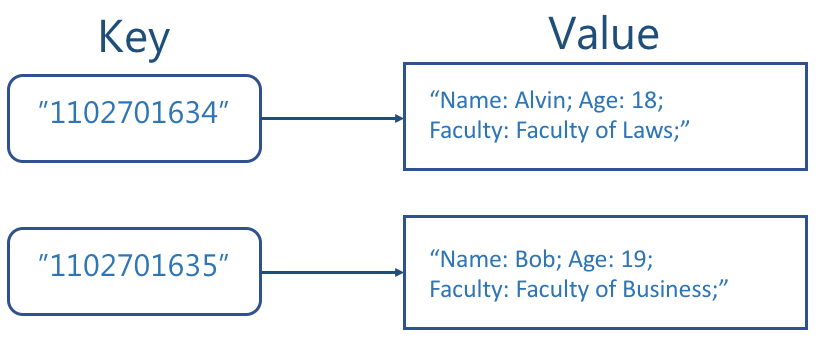 Key
Value
"1102701634"
“Name: Alvin; Age: 18;
Faculty: Faculty of Laws;”
"1102701635"
“Name: Bob; Age: 19;
Faculty: Faculty of Business;”